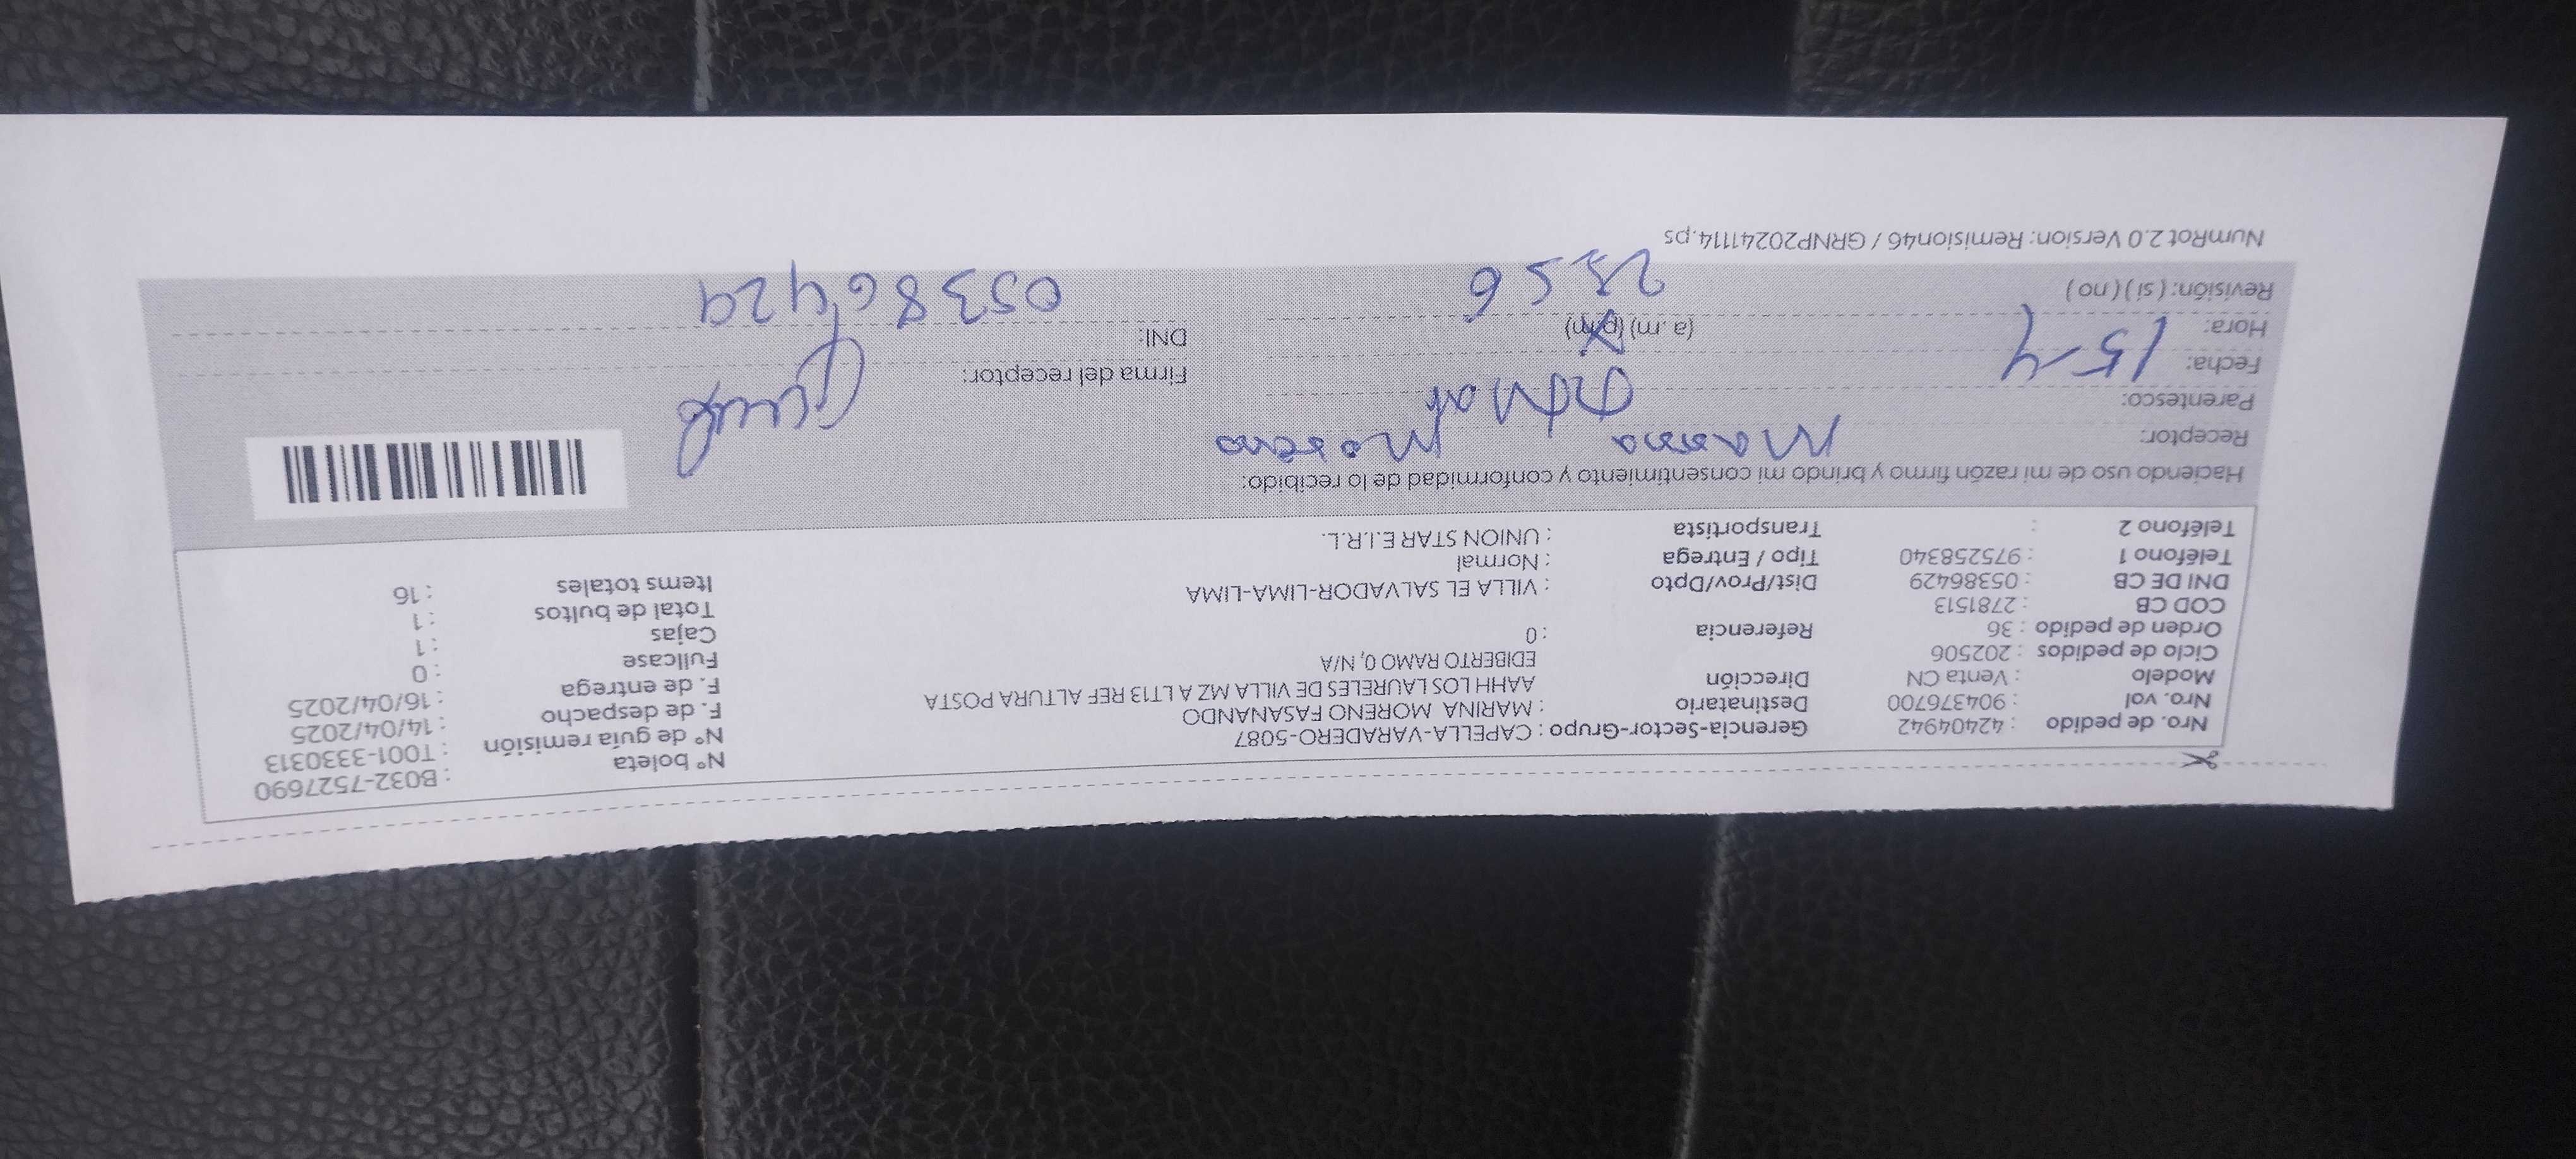 Nro. de pedido : 42404942 Gerencia-Sector-Grupo : CAPELLA-VARADERO-5087 N° boleta : B032-7527690
Nro. val : 904376700 Destinatario : MARINA MORENO FASANANDO N° de guía remisión : T001-3330313
Modelo : Venta CN Dirección AAHH LOS LAURELES DE VILLA MZ A LT13 REF ALTURA POSTA F. de despacho : 14/04/2025
Ciclo de pedidos : 202506 EDIBERTO RAMO 0, N/A F. de entrega : 16/04/2025
Orden de pedido : 36 Referencia : 0 Fullcase : 0
COD CB : 2781513 Cajas : 1
DNI DE CB : 05386429 Dist/Prov/Dpto : VILLA EL SALVADOR-LIMA-LIMA Total de bultos : 1
Teléfono 1 : 975258340 Tipo / Entrega : Normal Items totales : 16
Teléfono 2 : Transportista : UNION STAR E.I.R.L.
Haciendo uso de mi razón firmo y brindo mi consentimiento y conformidad de lo recibido:
Receptor: Marina Moreno
Parentesco:
Fecha: 15-4 Firma del receptor:
Hora: (a. m) (p.m) DNI: 05386429
Revisión: ( si ) ( no )
NumRot 2.0 Version: Remision46 / GRNP20241114.ps